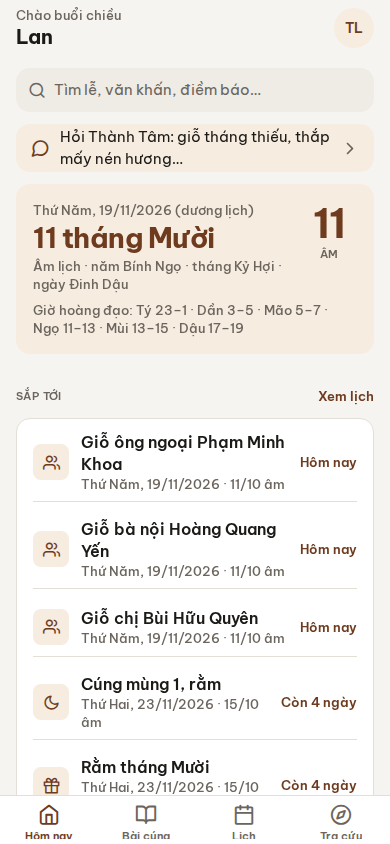 Chào buổi chiều
Lan
TL
Tìm lễ, văn khấn, điềm báo…
Hỏi Thành Tâm: giỗ tháng thiếu, thắp
mấy nén hương…
Thứ Năm, 19/11/2026 (dương lịch)
11 tháng Mười
11
ÂM
Âm lịch · năm Bính Ngọ · tháng Kỷ Hợi ·
ngày Đinh Dậu
Giờ hoàng đạo: Tý 23–1 · Dần 3–5 · Mão 5–7 ·
Ngọ 11–13 · Mùi 13–15 · Dậu 17–19
SẮP TỚI
Xem lịch
Giỗ ông ngoại Phạm Minh
Khoa
Thứ Năm, 19/11/2026 · 11/10 âm
Hôm nay
Giỗ bà nội Hoàng Quang
Yến
Thứ Năm, 19/11/2026 · 11/10 âm
Hôm nay
Giỗ chị Bùi Hữu Quyên
Thứ Năm, 19/11/2026 · 11/10 âm
Hôm nay
Cúng mùng 1, rằm
Thứ Hai, 23/11/2026 · 15/10
âm
Còn 4 ngày
Rằm tháng Mười
Thứ Hai, 23/11/2026 · 15/10
Còn 4 ngày
Hôm nay
Bài cúng
Lịch
Tra cứu